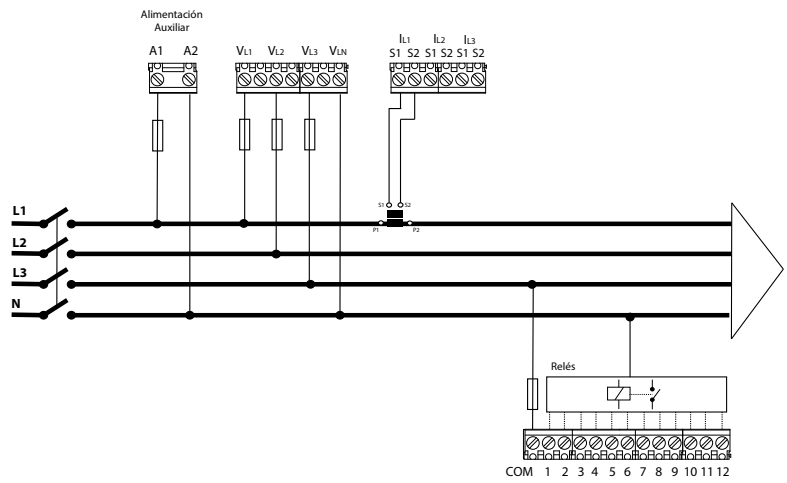 Alimentación
Auxiliar
A1 A2
VL1 VL2 VL3 VLN
IL1 IL2 IL3
S1 S2 S1 S2 S1 S2
S1 S2
P1 P2
L1
L2
L3
N
Relés
COM 1 2 3 4 5 6 7 8 9 10 11 12